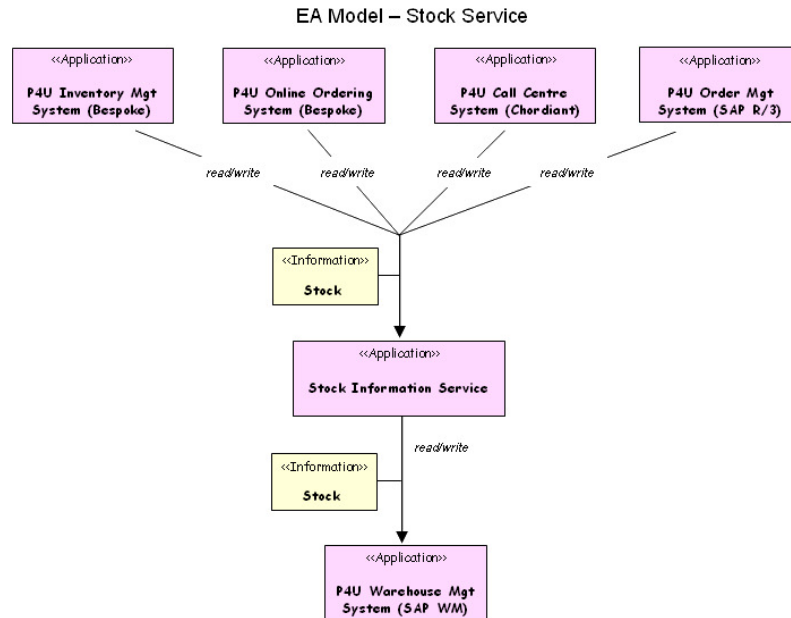 EA Model – Stock Service
«Application»
P4U Inventory Mgt
System (Bespoke)
«Application»
P4U Online Ordering
System (Bespoke)
«Application»
P4U Call Centre
System (Chordiant)
«Application»
P4U Order Mgt
System (SAP R/3)
read/write
read/write
read/write
read/write
«Information»
Stock
«Application»
Stock Information Service
read/write
«Information»
Stock
«Application»
P4U Warehouse Mgt
System (SAP WM)